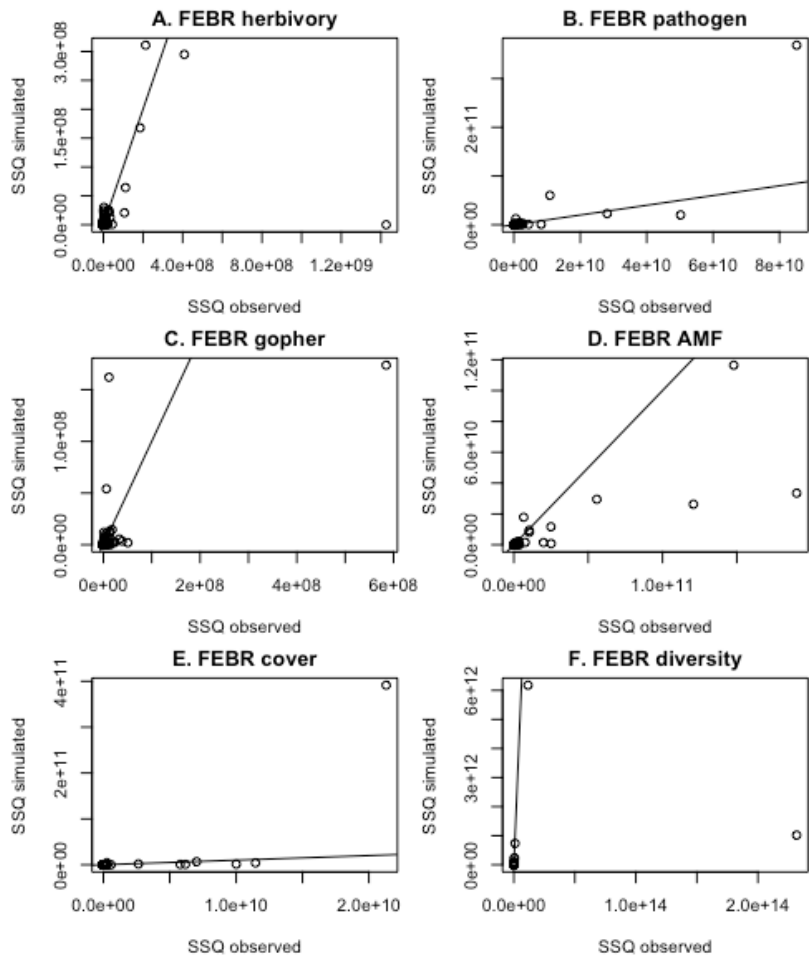 A. FEBR herbivory
SSQ simulated
0.0e+00 1.5e+08 3.0e+08
0.0e+00 4.0e+08 8.0e+08 1.2e+09
SSQ observed
B. FEBR pathogen
SSQ simulated
0e+00 2e+11
0e+00 2e+10 4e+10 6e+10 8e+10
SSQ observed
C. FEBR gopher
SSQ simulated
0.0e+00 1.0e+08
0e+00 2e+08 4e+08 6e+08
SSQ observed
D. FEBR AMF
SSQ simulated
0.0e+00 6.0e+10 1.2e+11
0.0e+00 1.0e+11
SSQ observed
E. FEBR cover
SSQ simulated
0e+00 2e+11 4e+11
0.0e+00 1.0e+10 2.0e+10
SSQ observed
F. FEBR diversity
SSQ simulated
0e+00 3e+12 6e+12
0.0e+00 1.0e+14 2.0e+14
SSQ observed